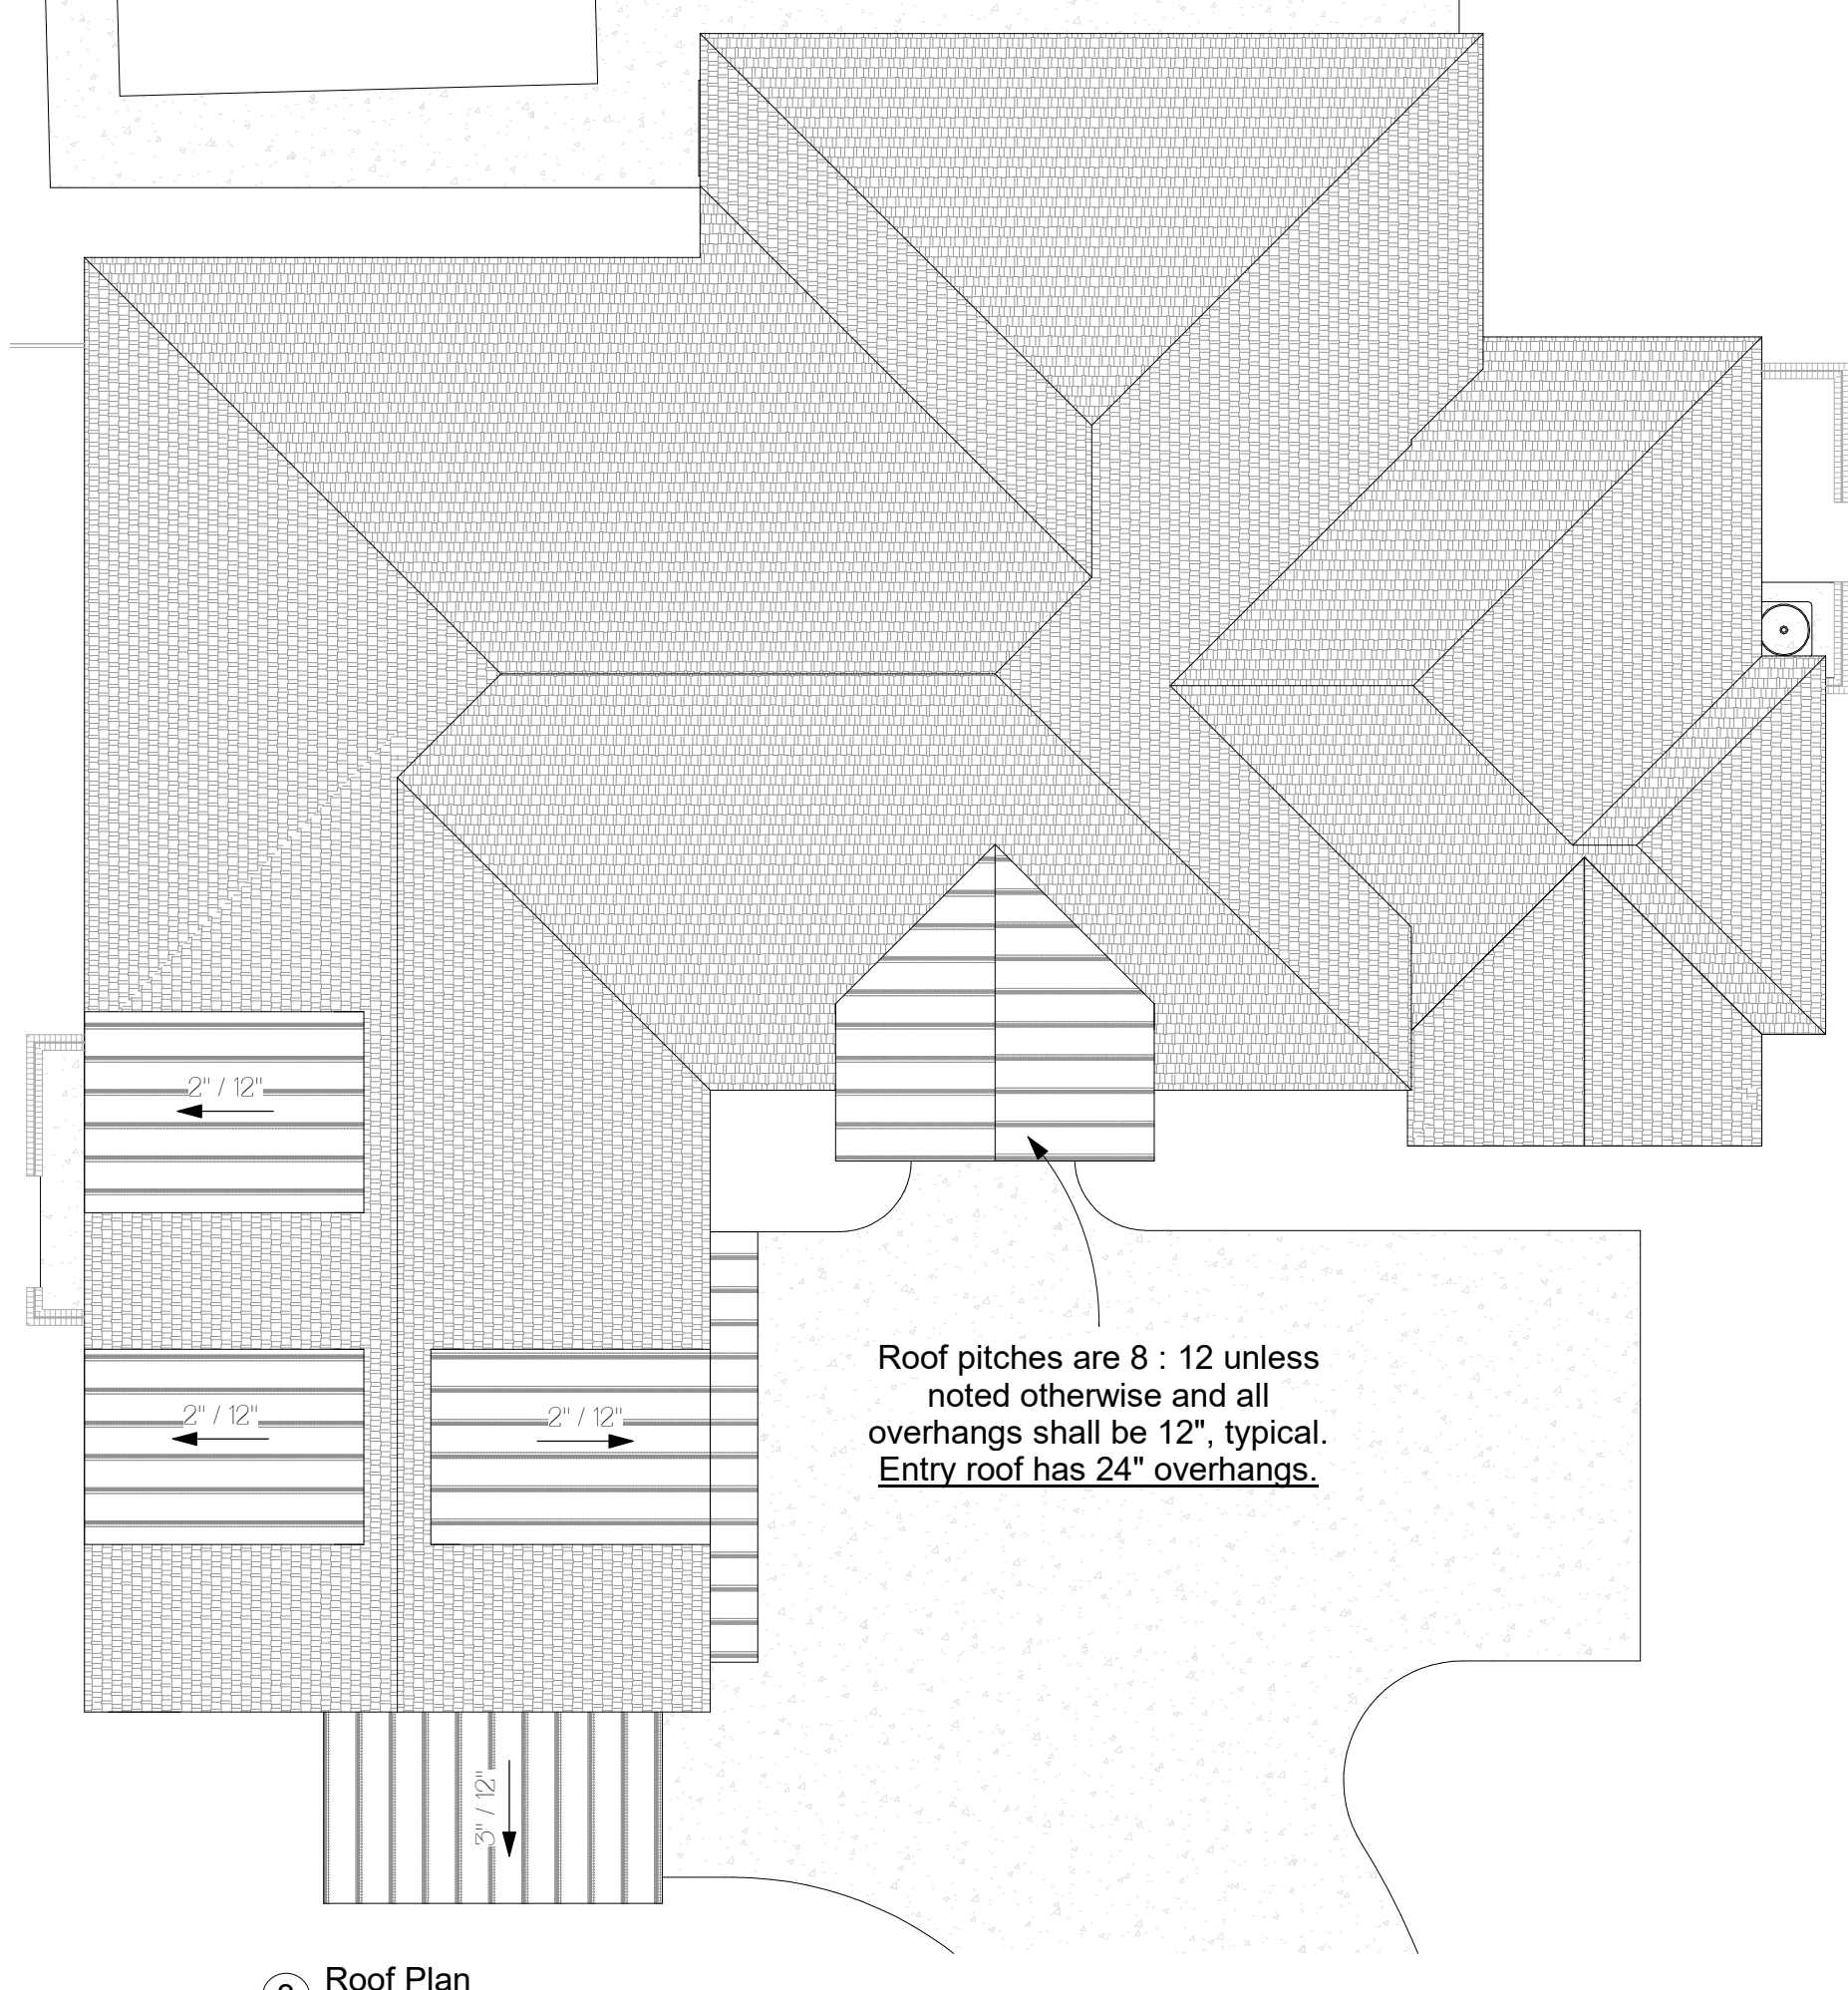 2" / 12"
2" / 12"
2" / 12"
Roof pitches are 8 : 12 unless
noted otherwise and all
overhangs shall be 12", typical.
Entry roof has 24" overhangs.
3" / 12"
Roof Plan